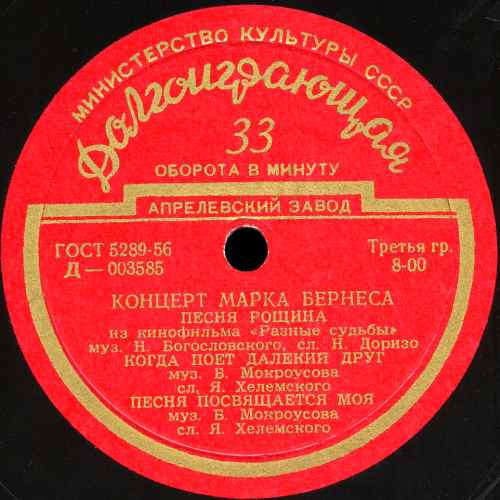 МИНИСТЕРСТВО КУЛЬТУРЫ СССР
Долгоиграющая
33
ОБОРОТА В МИНУТУ
АПРЕЛЕВСКИЙ ЗАВОД
ГОСТ 5289-56
Третья гр.
Д—003585
8-00
КОНЦЕРТ МАРКА БЕРНЕСА
ПЕСНЯ РОЩИНА
из кинофильма «Разные судьбы»
муз. Н. Богословского, сл. Н. Доризо
КОГДА ПОЕТ ДАЛЕКИЙ ДРУГ
муз. Б. Мокроусова
сл. Я. Хелемского
ПЕСНЯ ПОСВЯЩАЕТСЯ МОЯ
муз. Б. Мокроусова
сл. Я. Хелемского